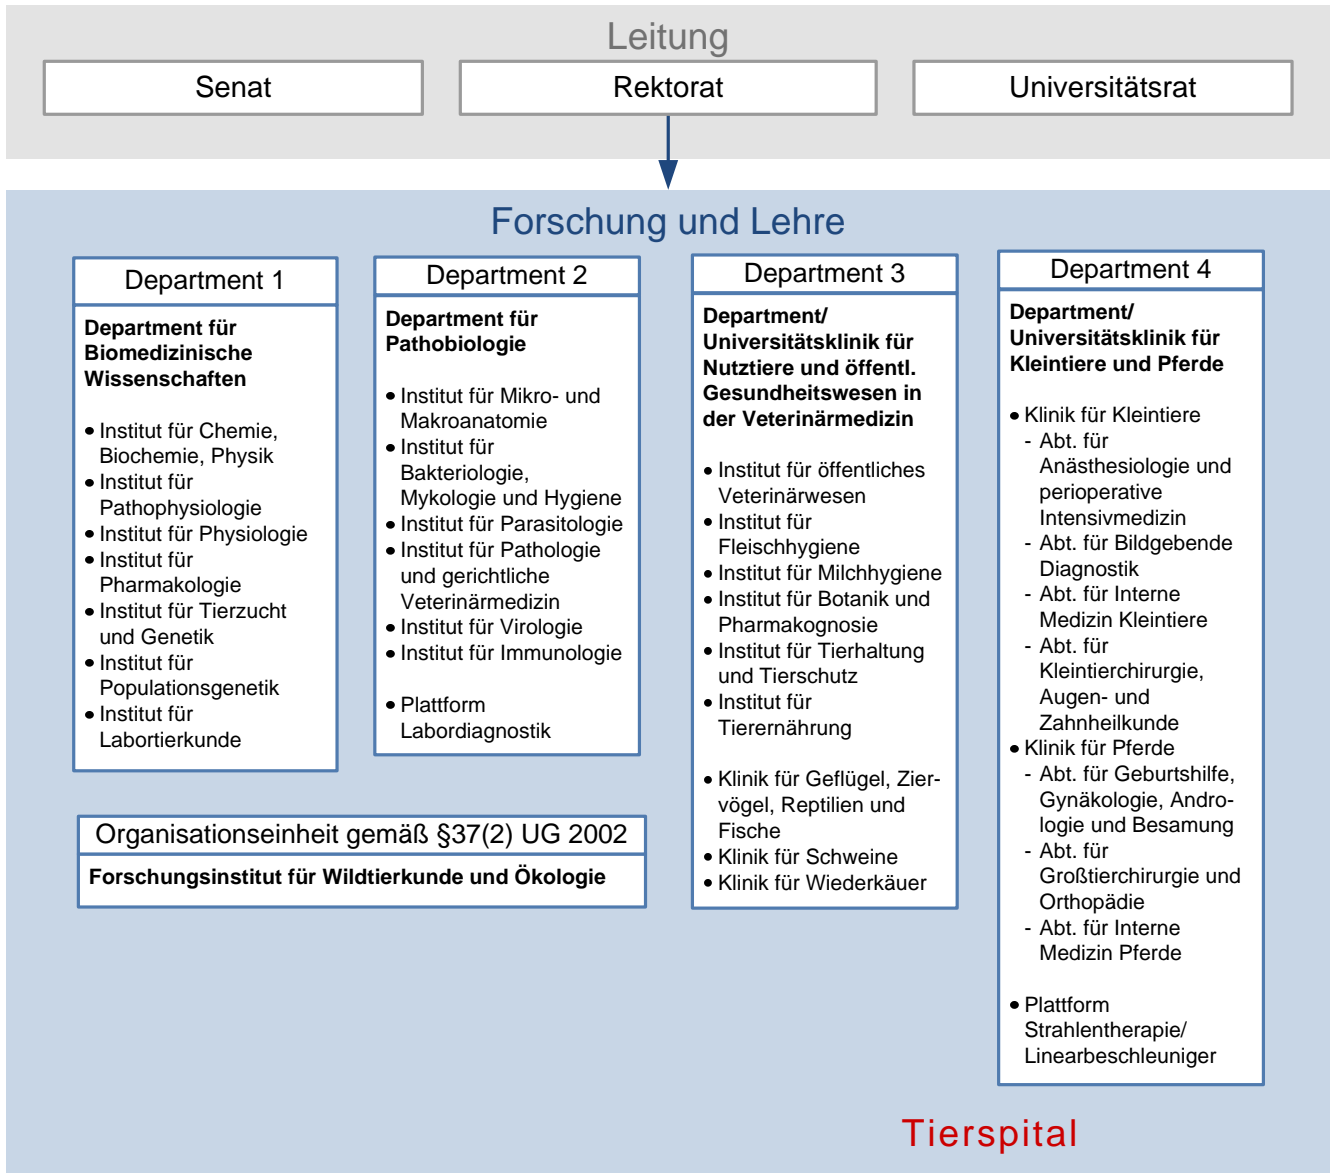 Leitung
Senat
Rektorat
Universitätsrat
Forschung und Lehre
Department 1
Department für
Biomedizinische
Wissenschaften
• Institut für Chemie,
Biochemie, Physik
• Institut für
Pathophysiologie
• Institut für Physiologie
• Institut für
Pharmakologie
• Institut für Tierzucht
und Genetik
• Institut für
Populationsgenetik
• Institut für
Labortierkunde
Department 2
Department für
Pathobiologie
• Institut für Mikro- und
Makroanatomie
• Institut für
Bakteriologie,
Mykologie und Hygiene
• Institut für Parasitologie
• Institut für Pathologie
und gerichtliche
Veterinärmedizin
• Institut für Virologie
• Institut für Immunologie
• Plattform
Labordiagnostik
Department 3
Department/
Universitätsklinik für
Nutztiere und öffentl.
Gesundheitswesen in
der Veterinärmedizin
• Institut für öffentliches
Veterinärwesen
• Institut für
Fleischhygiene
• Institut für Milchhygiene
• Institut für Botanik und
Pharmakognosie
• Institut für Tierhaltung
und Tierschutz
• Institut für
Tierernährung
• Klinik für Geflügel, Zier-
vögel, Reptilien und
Fische
• Klinik für Schweine
• Klinik für Wiederkäuer
Department 4
Department/
Universitätsklinik für
Kleintiere und Pferde
• Klinik für Kleintiere
- Abt. für
Anästhesiologie und
perioperative
Intensivmedizin
- Abt. für Bildgebende
Diagnostik
- Abt. für Interne
Medizin Kleintiere
- Abt. für
Kleintierchirurgie,
Augen- und
Zahnheilkunde
• Klinik für Pferde
- Abt. für Geburtshilfe,
Gynäkologie, Andro-
logie und Besamung
- Abt. für
Großtierchirurgie und
Orthopädie
- Abt. für Interne
Medizin Pferde
• Plattform
Strahlentherapie/
Linearbeschleuniger
Organisationseinheit gemäß §37(2) UG 2002
Forschungsinstitut für Wildtierkunde und Ökologie
Tierspital